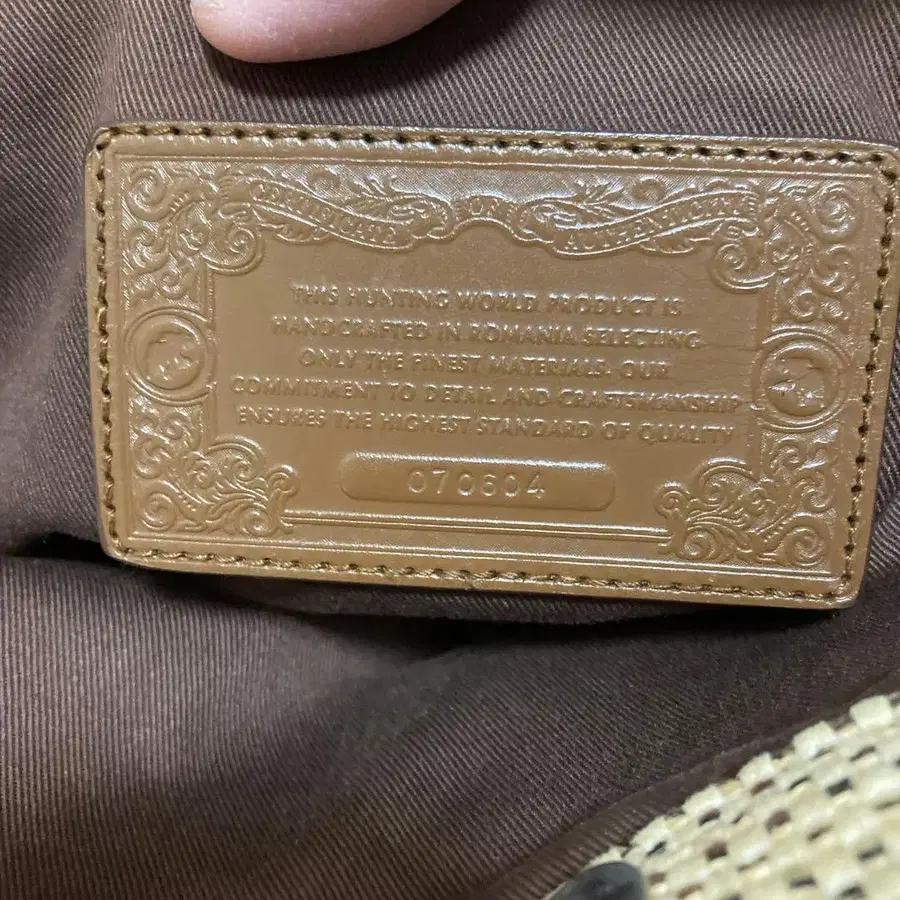 CERTIFICATE OF AUTHENTICITY
THIS HUNTING WORLD PRODUCT IS
HANDCRAFTED IN ROMANIA SELECTING
ONLY THE FINEST MATERIALS. OUR
COMMITMENT TO DETAIL AND CRAFTSMANSHIP
ENSURES THE HIGHEST STANDARD OF QUALITY
070604